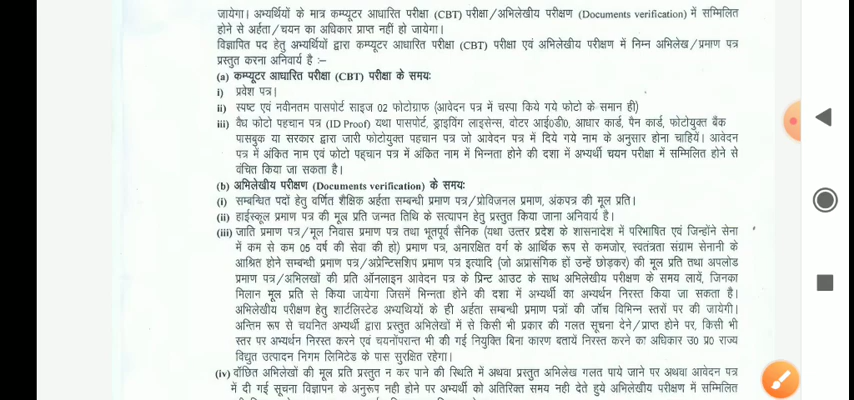 जायेगा। अभ्यर्थियों के मात्र कम्प्यूटर आधारित परीक्षा (CBT) परीक्षा/अभिलेखीय परीक्षण (Documents verification) में सम्मिलित
होने से अर्हता/चयन का अधिकार प्राप्त नहीं हो जायेगा।
विज्ञापित पद हेतु अभ्यर्थियों द्वारा कम्प्यूटर आधारित परीक्षा (CBT) परीक्षा एवं अभिलेखीय परीक्षण में निम्न अभिलेख/प्रमाण पत्र
प्रस्तुत करना अनिवार्य है :–
(a) कम्प्यूटर आधारित परीक्षा (CBT) परीक्षा के समयः
i) प्रवेश पत्र।
ii) स्पष्ट एवं नवीनतम पासपोर्ट साइज 02 फोटोग्राफ (आवेदन पत्र में चस्पा किये गये फोटो के समान ही)
iii) वैध फोटो पहचान पत्र (ID Proof) यथा पासपोर्ट, ड्राइविंग लाइसेन्स, वोटर आई0डी0, आधार कार्ड, पैन कार्ड, फोटोयुक्त बैंक
पासबुक या सरकार द्वारा जारी फोटोयुक्त पहचान पत्र जो आवेदन पत्र में दिये गये नाम के अनुसार होना चाहिये। आवेदन
पत्र में अंकित नाम एवं फोटो पहचान पत्र में अंकित नाम में भिन्नता होने की दशा में अभ्यर्थी चयन परीक्षा में सम्मिलित होने से
वंचित किया जा सकता है।
(b) अभिलेखीय परीक्षण (Documents verification) के समयः
(i) सम्बन्धित पदों हेतु वर्णित शैक्षिक अर्हता सम्बन्धी प्रमाण पत्र/प्रोविजनल प्रमाण, अंकपत्र की मूल प्रति।
(ii) हाईस्कूल प्रमाण पत्र की मूल प्रति जन्मत तिथि के सत्यापन हेतु प्रस्तुत किया जाना अनिवार्य है।
(iii) जाति प्रमाण पत्र/मूल निवास प्रमाण पत्र तथा भूतपूर्व सैनिक (यथा उत्तर प्रदेश के शासनादेश में परिभाषित एवं जिन्होंने सेना
में कम से कम 05 वर्ष की सेवा की हो) प्रमाण पत्र, अनारक्षित वर्ग के आर्थिक रूप से कमजोर, स्वतंत्रता संग्राम सेनानी के
आश्रित होने सम्बन्धी प्रमाण पत्र/अप्रेन्टिसशिप प्रमाण पत्र इत्यादि (जो अप्रासंगिक हों उन्हें छोड़कर) की मूल प्रति तथा अपलोड
प्रमाण पत्र/अभिलखों की प्रति ऑनलाइन आवेदन पत्र के प्रिन्ट आउट के साथ अभिलेखीय परीक्षण के समय लायें, जिनका
मिलान मूल प्रति से किया जायेगा जिसमें भिन्नता होने की दशा में अभ्यर्थी का अभ्यर्थन निरस्त किया जा सकता है।
अभिलेखीय परीक्षण हेतु शार्टलिस्टेड अभ्यर्थियों के ही अर्हता सम्बन्धी प्रमाण पत्रों की जाँच विभिन्न स्तरों पर की जायेगी।
अन्तिम रूप से चयनित अभ्यर्थी द्वारा प्रस्तुत अभिलेखों में से किसी भी प्रकार की गलत सूचना देने/प्राप्त होने पर, किसी भी
स्तर पर अभ्यर्थन निरस्त करने एवं चयनोंपरान्त भी की गई नियुक्ति बिना कारण बतायें निरस्त करने का अधिकार उ0 प्र0 राज्य
विद्युत उत्पादन निगम लिमिटेड के पास सुरक्षित रहेगा।
(iv) वाँछित अभिलेखों की मूल प्रति प्रस्तुत न कर पाने की स्थिति में अथवा प्रस्तुत अभिलेख गलत पाये जाने पर अथवा आवेदन पत्र
में दी गई सूचना विज्ञापन के अनुरूप नही होने पर अभ्यर्थी को अतिरिक्त समय नही देते हुये अभिलेखीय परीक्षण में सम्मिलित